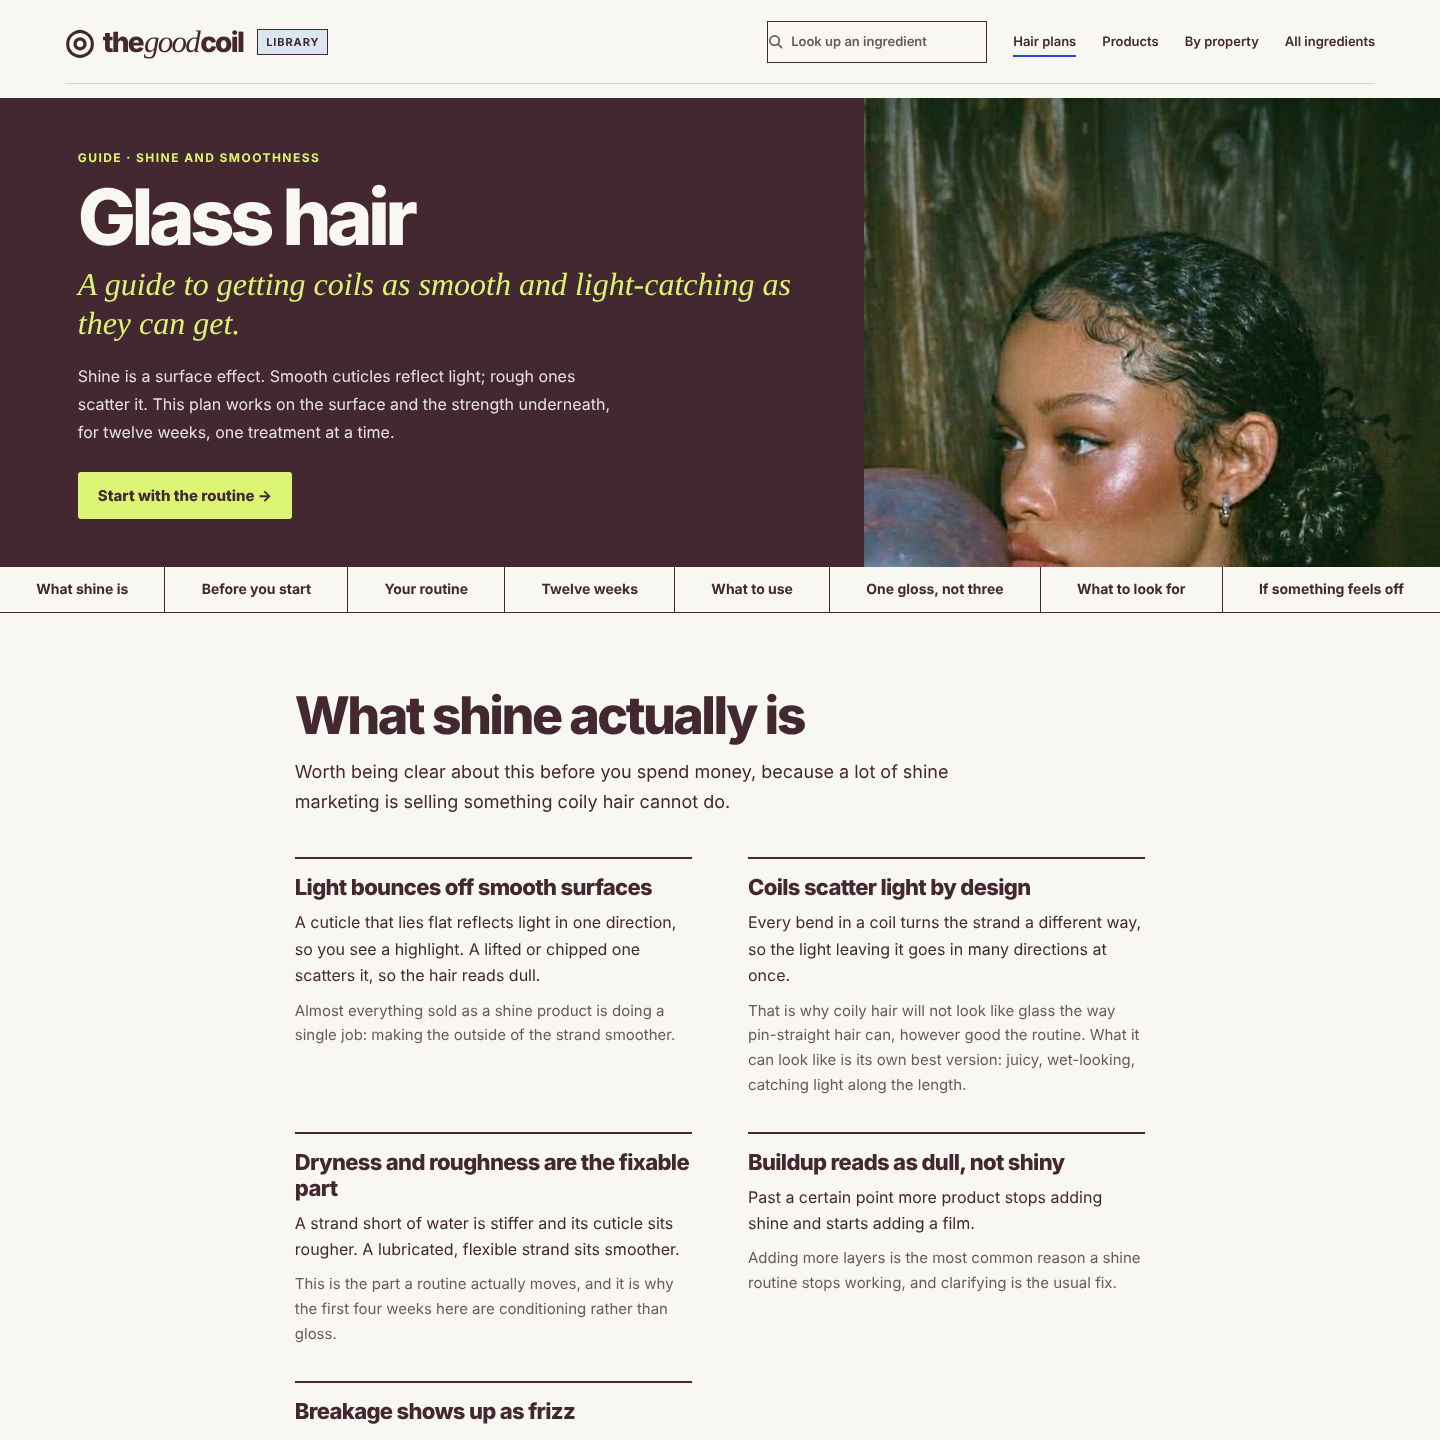 thegoodcoil LIBRARY
Look up an ingredient
Hair plans Products By property All ingredients
GUIDE · SHINE AND SMOOTHNESS
Glass hair
A guide to getting coils as smooth and light-catching as
they can get.
Shine is a surface effect. Smooth cuticles reflect light; rough ones
scatter it. This plan works on the surface and the strength underneath,
for twelve weeks, one treatment at a time.
Start with the routine →
What shine is Before you start Your routine Twelve weeks What to use One gloss, not three What to look for If something feels off
What shine actually is
Worth being clear about this before you spend money, because a lot of shine
marketing is selling something coily hair cannot do.
Light bounces off smooth surfaces
A cuticle that lies flat reflects light in one direction,
so you see a highlight. A lifted or chipped one
scatters it, so the hair reads dull.
Almost everything sold as a shine product is doing a
single job: making the outside of the strand smoother.
Coils scatter light by design
Every bend in a coil turns the strand a different way,
so the light leaving it goes in many directions at
once.
That is why coily hair will not look like glass the way
pin-straight hair can, however good the routine. What it
can look like is its own best version: juicy, wet-looking,
catching light along the length.
Dryness and roughness are the fixable
part
A strand short of water is stiffer and its cuticle sits
rougher. A lubricated, flexible strand sits smoother.
This is the part a routine actually moves, and it is why
the first four weeks here are conditioning rather than
gloss.
Buildup reads as dull, not shiny
Past a certain point more product stops adding
shine and starts adding a film.
Adding more layers is the most common reason a shine
routine stops working, and clarifying is the usual fix.
Breakage shows up as frizz